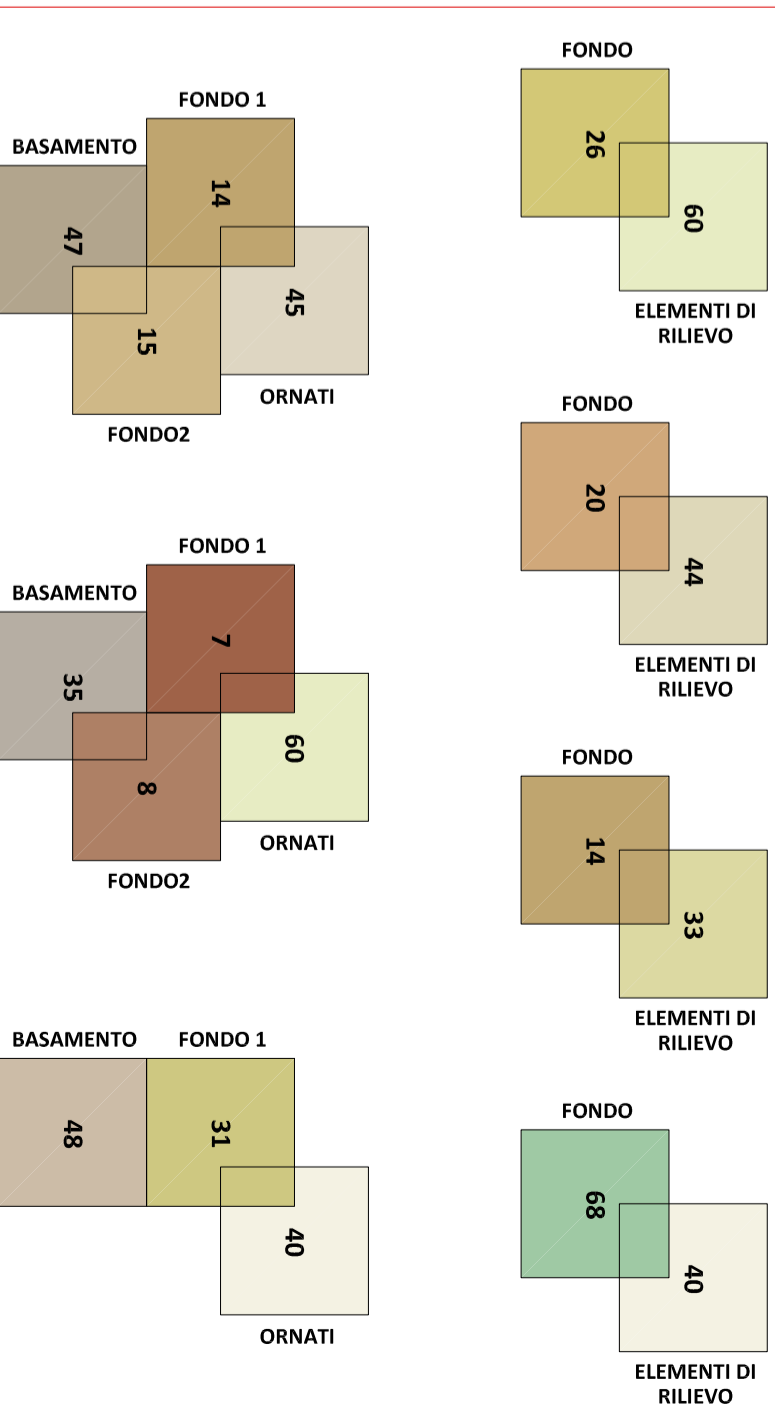 FONDO 1
BASAMENTO
14
47
45
15
ORNATI
FONDO2
FONDO 1
BASAMENTO
7
35
60
8
ORNATI
FONDO2
BASAMENTO
FONDO 1
48
31
40
ORNATI
FONDO
26
60
ELEMENTI DI
RILIEVO
FONDO
20
44
ELEMENTI DI
RILIEVO
FONDO
14
33
ELEMENTI DI
RILIEVO
FONDO
68
40
ELEMENTI DI
RILIEVO